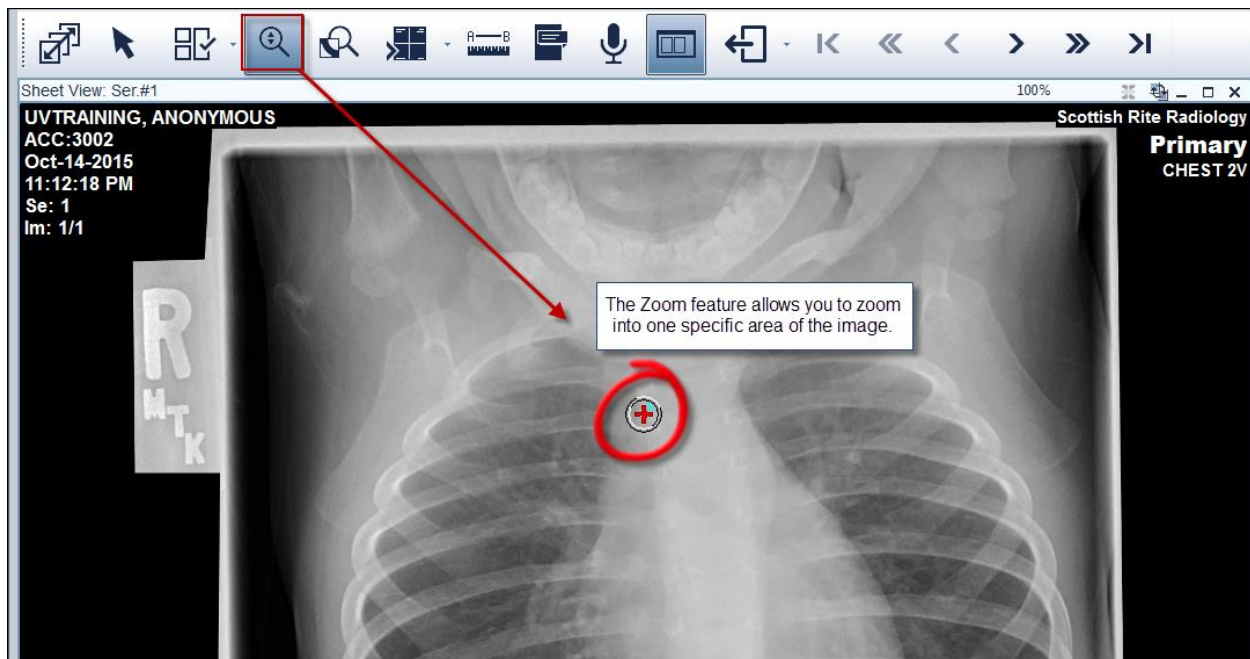 A B
Sheet View: Ser.#1
100%
UVTRAINING, ANONYMOUS
ACC:3002
Oct-14-2015
11:12:18 PM
Se: 1
Im: 1/1
Scottish Rite Radiology
Primary
CHEST 2V
R
MTK
The Zoom feature allows you to zoom
into one specific area of the image.